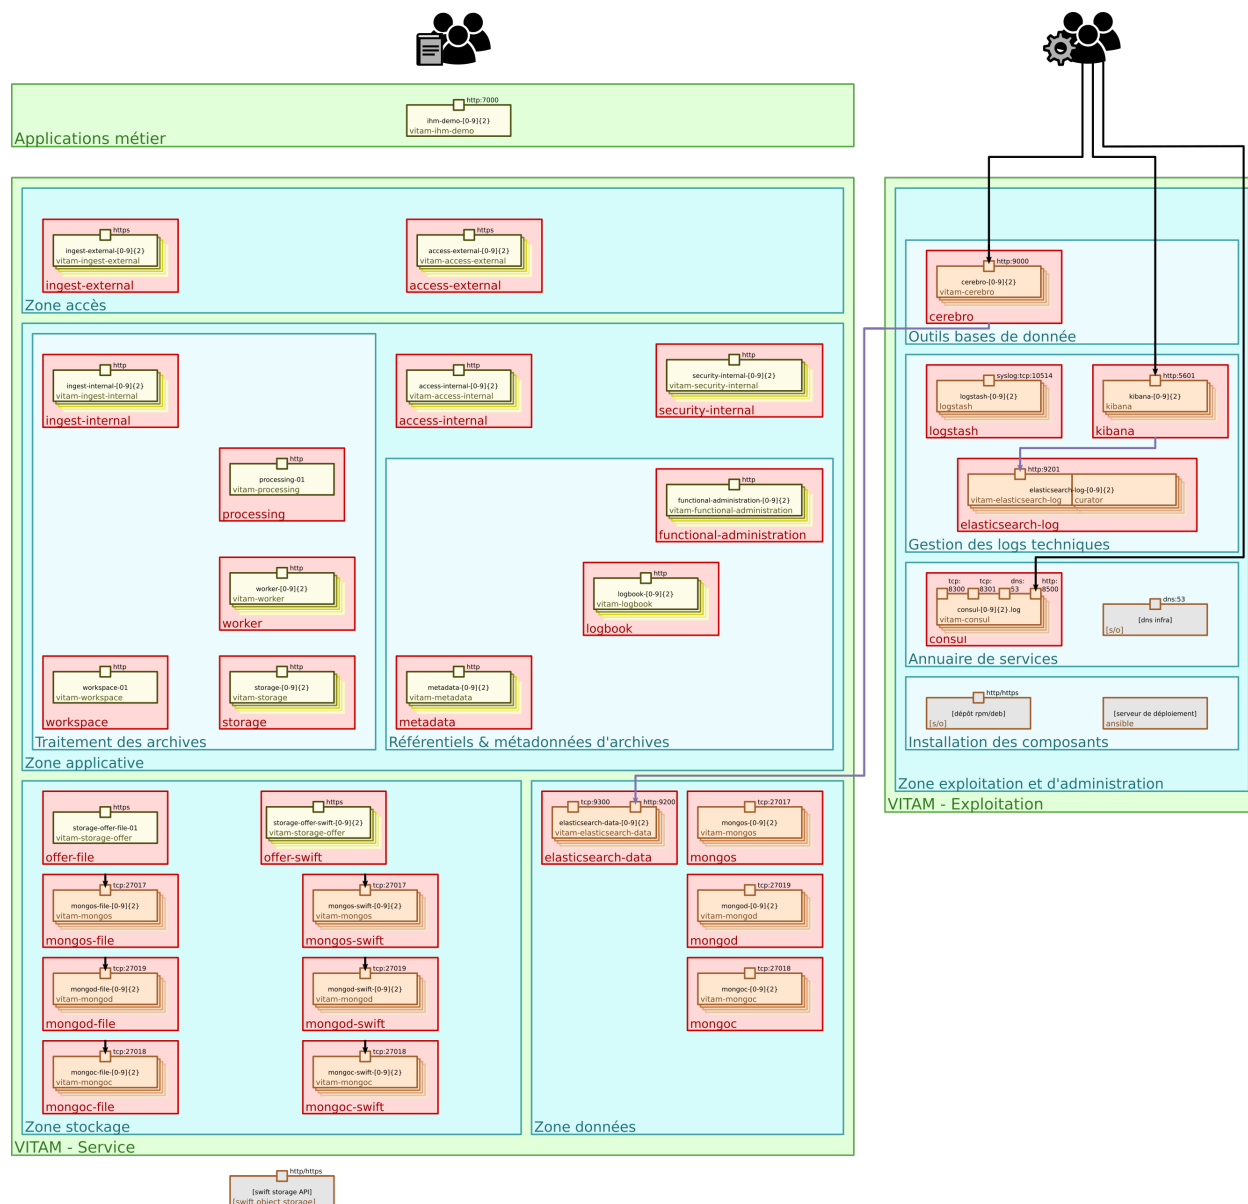 http:7000
ihm-demo-[0-9]{2}
vitam-ihm-demo
Applications métier
https
ingest-external-[0-9]{2}
vitam-ingest-external
ingest-external
https
access-external-[0-9]{2}
vitam-access-external
access-external
Zone accès
http
ingest-internal-[0-9]{2}
vitam-ingest-internal
ingest-internal
http
access-internal-[0-9]{2}
vitam-access-internal
access-internal
http
security-internal-[0-9]{2}
vitam-security-internal
security-internal
http
processing-01
vitam-processing
processing
http
functional-administration-[0-9]{2}
vitam-functional-administration
functional-administration
http
worker-[0-9]{2}
vitam-worker
worker
http
logbook-[0-9]{2}
vitam-logbook
logbook
http
workspace-01
vitam-workspace
workspace
http
storage-[0-9]{2}
vitam-storage
storage
http
metadata-[0-9]{2}
vitam-metadata
metadata
Traitement des archives
Référentiels & métadonnées d'archives
Zone applicative
https
storage-offer-file-01
vitam-storage-offer
offer-file
https
storage-offer-swift-[0-9]{2}
vitam-storage-offer
offer-swift
tcp:27017
mongos-file-[0-9]{2}
vitam-mongos
mongos-file
tcp:27017
mongos-swift-[0-9]{2}
vitam-mongos
mongos-swift
tcp:27019
mongod-file-[0-9]{2}
vitam-mongod
mongod-file
tcp:27019
mongod-swift-[0-9]{2}
vitam-mongod
mongod-swift
tcp:27018
mongoc-file-[0-9]{2}
vitam-mongoc
mongoc-file
tcp:27018
mongoc-swift-[0-9]{2}
vitam-mongoc
mongoc-swift
Zone stockage
tcp:9300
http:9200
elasticsearch-data-[0-9]{2}
vitam-elasticsearch-data
elasticsearch-data
tcp:27017
mongos-[0-9]{2}
vitam-mongos
mongos
tcp:27019
mongod-[0-9]{2}
vitam-mongod
mongod
tcp:27018
mongoc-[0-9]{2}
vitam-mongoc
mongoc
Zone données
VITAM - Service
http/https
[swift storage API]
[swift object storage]
http:9000
cerebro-[0-9]{2}
vitam-cerebro
cerebro
Outils bases de donnée
syslog:tcp:10514
logstash-[0-9]{2}
logstash
logstash
http:5601
kibana-[0-9]{2}
kibana
kibana
http:9201
elasticsearch-log-[0-9]{2}
vitam-elasticsearch-log
curator
elasticsearch-log
Gestion des logs techniques
tcp:
8300
tcp:
8301
dns:
53
http:
8500
consul-[0-9]{2}.log
vitam-consul
consul
dns:53
[dns infra]
[s/o]
Annuaire de services
http/https
[dépôt rpm/deb]
[s/o]
[serveur de déploiement]
ansible
Installation des composants
Zone exploitation et d'administration
VITAM - Exploitation